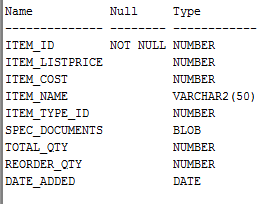 Name Null Type
-------------- -------- ------------
ITEM_ID NOT NULL NUMBER
ITEM_LISTPRICE NUMBER
ITEM_COST NUMBER
ITEM_NAME VARCHAR2(50)
ITEM_TYPE_ID NUMBER
SPEC_DOCUMENTS BLOB
TOTAL_QTY NUMBER
REORDER_QTY NUMBER
DATE_ADDED DATE